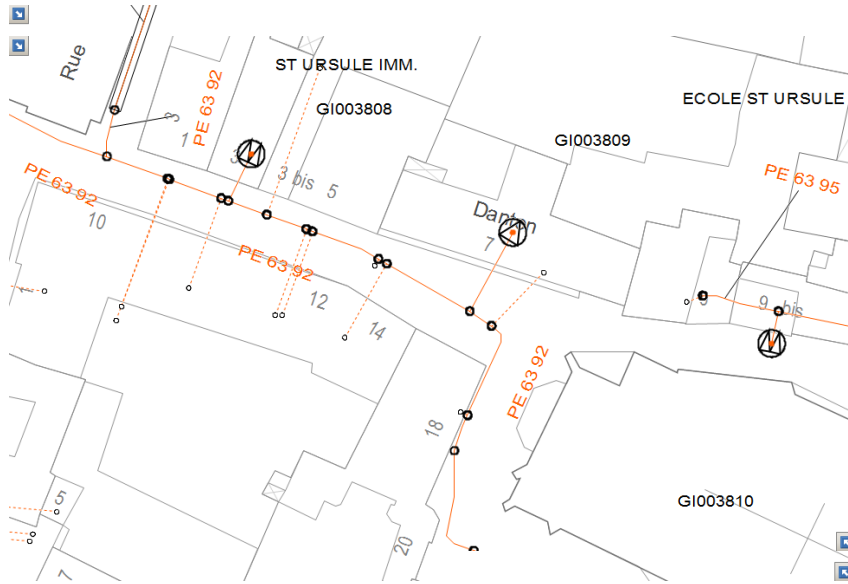 Rue
ST URSULE IMM.
PE 63 92
GI003808
ECOLE ST URSULE
3
1
3
GI003809
3 bis
5
PE 63 95
PE 63 92
10
Danton
7
PE 63 92
12
1
9
9 bis
14
PE 63 92
18
5
GI003810
20
7